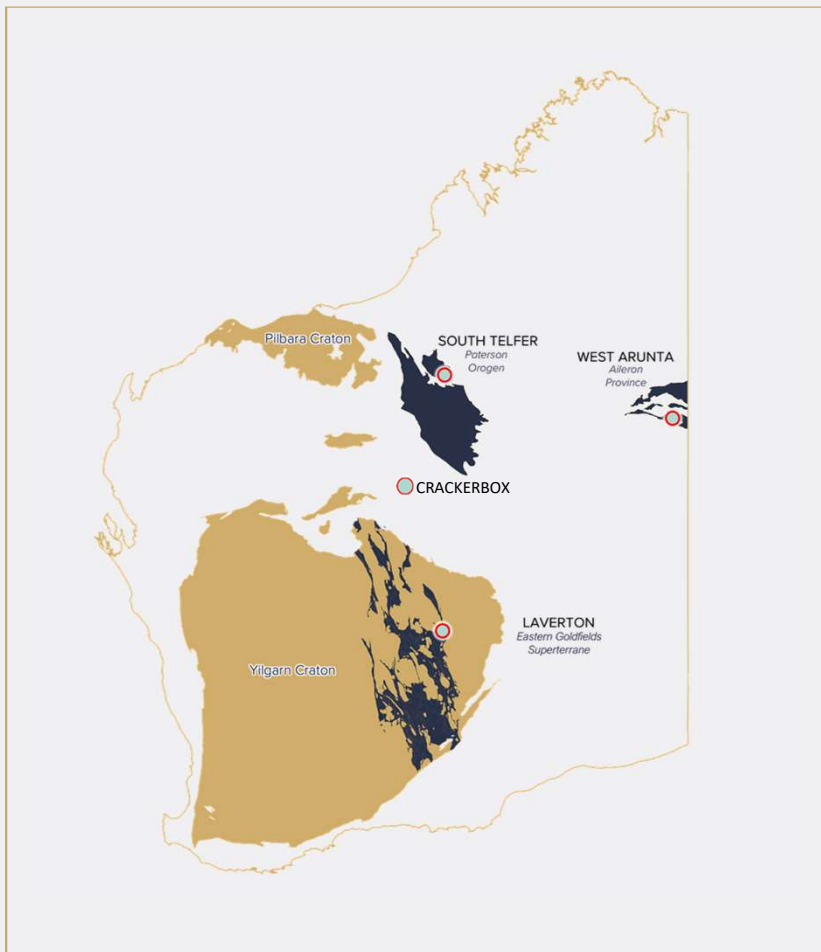 Pilbara Craton
SOUTH TELFER
Paterson
Orogen
WEST ARUNTA
Aileron
Province
CRACKERBOX
LAVERTON
Eastern Goldfields
Superterrane
Yilgarn Craton